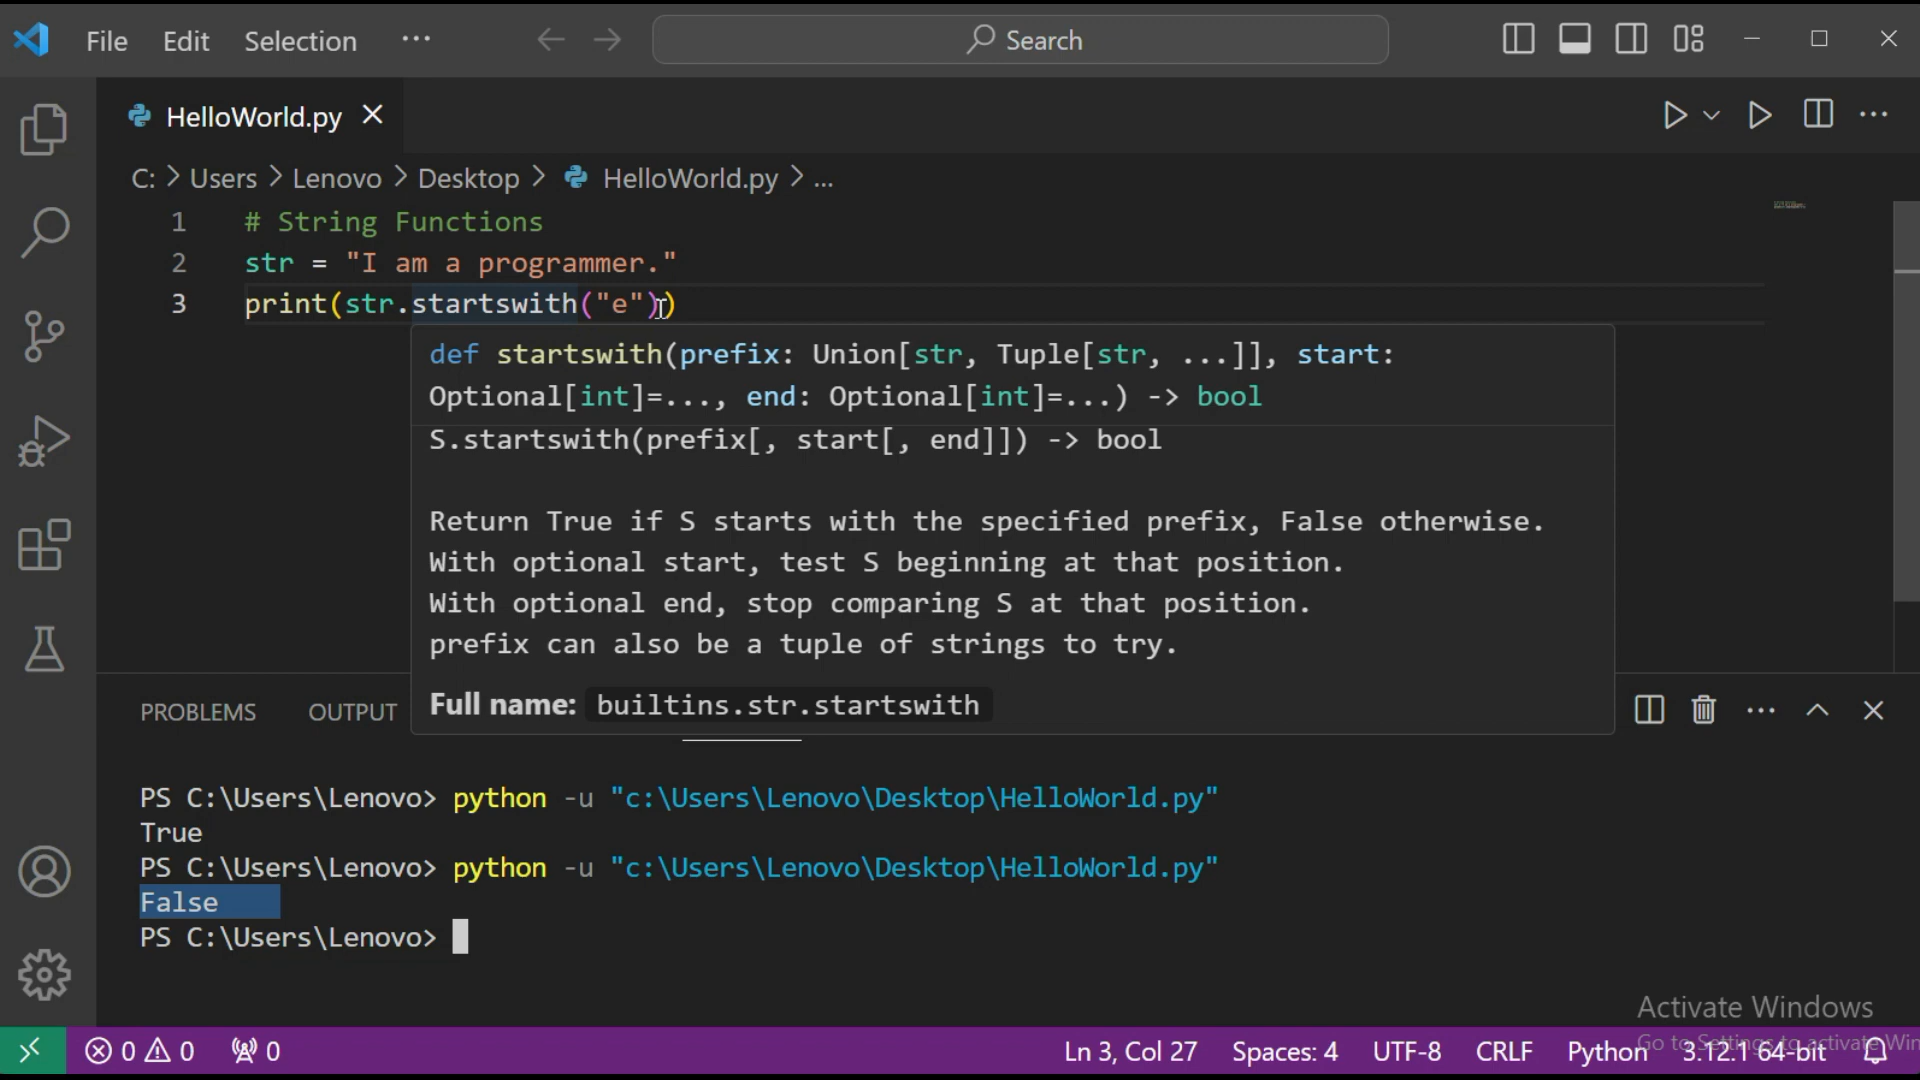 File Edit Selection ··· Search
HelloWorld.py
C: > Users > Lenovo > Desktop > HelloWorld.py > ...
1 # String Functions
2 str = "I am a programmer."
3 print(str.startswith("e"))
def startswith(prefix: Union[str, Tuple[str, ...]], start:
Optional[int]=..., end: Optional[int]=...) -> bool
S.startswith(prefix[, start[, end]]) -> bool
Return True if S starts with the specified prefix, False otherwise.
With optional start, test S beginning at that position.
With optional end, stop comparing S at that position.
prefix can also be a tuple of strings to try.
Full name: builtins.str.startswith
PROBLEMS OUTPUT
PS C:\Users\Lenovo> python -u "c:\Users\Lenovo\Desktop\HelloWorld.py"
True
PS C:\Users\Lenovo> python -u "c:\Users\Lenovo\Desktop\HelloWorld.py"
False
PS C:\Users\Lenovo>
Activate Windows
Go to Settings to activate Win
0 0 0 Ln 3, Col 27 Spaces: 4 UTF-8 CRLF Python 3.12.1 64-bit